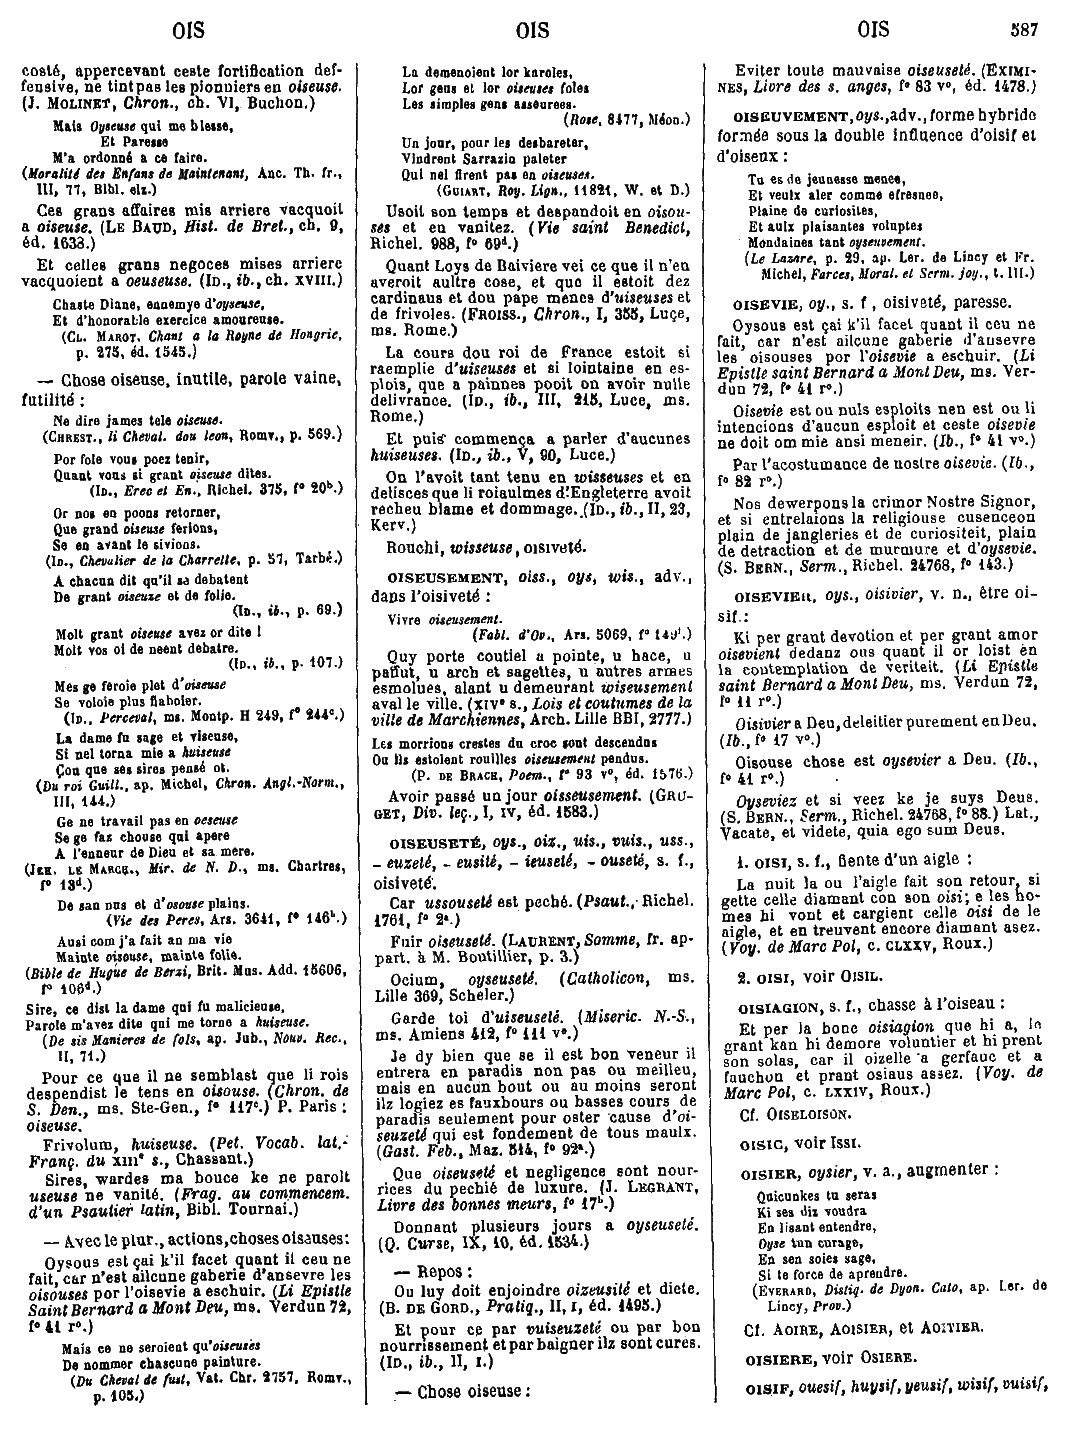 OIS
OIS
OIS
587
costé, appercevant ceste fortification def-
fensive, ne tint pas les pionuiers en oiseuse.
(J. MOLINET, Chron., ch. VI, Buchon.)
Mais Oyseuse qui me blesse,
Et Paresse
M'a ordonné a ce faire.
(Moralité des Enfans de Maintenant, Anc. Th. fr.,
III, 77, Bibl. elz.)
Ces grans affaires mis arriere vacquoit
a oiseuse. (LE BAUD, Hist. de Bret., ch. 9,
éd. 1638.)
Et celles grans negoces mises arriere
vacquoient a oeuseuse. (ID., ib., ch. XVIII.)
Chaste Diane, ennemye d'oyseuse,
Et d'honorable exercice amoureuse.
(CL. MAROT, Chant a la Royne de Hongrie,
p. 275, éd. 1545.)
— Chose oiseuse, inutile, parole vaine,
futilité :
Ne dire james tele oiseuse.
(CHREST., li Cheval. dou leon, Romv., p. 569.)
Por fole vous poez tenir,
Quant vous si grant oiseuse dites.
(ID., Erec et En., Richel. 375, f° 20ᵇ.)
Or nos en poons retorner,
Que grand oiseuse ferions,
Se en avant le sivions.
(ID., Chevalier de la Charrette, p. 57, Tarbé.)
A chacun dit qu'il sa debatent
De grant oiseuze et de folie.
(ID., ib., p. 69.)
Molt grant oiseuse avez or dite !
Molt vos oi de neent debatre.
(ID., ib., p. 107.)
Mes ge feroie plet d'oiseuse
Se voloie plus flaboler.
(ID., Perceval, ms. Montp. H 249, f° 244ᶜ.)
La dame fu sage et viseuse,
Si nel torna mie a huiseuse
Çou que ses sires pensé ot.
(Du roi Guill., ap. Michel, Chron. Angl.-Norm.,
III, 144.)
Ge ne travail pas en oeseuse
Se ge faz chouse qui apere
A l'enneur de Dieu et sa mere.
(JEH. LE MARCH., Mir. de N. D., ms. Chartres,
f° 13ᵈ.)
De san nus et d'osouse plains.
(Vie des Peres, Ars. 3641, f° 146ᵇ.)
Ausi com j'a fait an ma vie
Mainte oisouse, mainte folie.
(Bible de Hugue de Berzi, Brit. Mus. Add. 15606,
f° 106ᵈ.)
Sire, ce dist la dame qui fu malicieuse,
Parole m'avez dite qui me torne a huiseuse.
(De sis Manieres de fols, ap. Jub., Nouv. Rec.,
II, 71.)
Pour ce que il ne semblast que li rois
despendist le tens en oisouse. (Chron. de
S. Den., ms. Ste-Gen., f° 117ᶜ.) P. Paris :
oiseuse.
Frivolum, huiseuse. (Pet. Vocab. lat.-
Franç. du XIIIᵉ s., Chassant.)
Sires, wardes ma bouce ke ne parolt
useuse ne vanité. (Frag. au commencem.
d'un Psautier latin, Bibl. Tournai.)
— Avec le plur., actions, choses oiseuses :
Oysous est çai k'il facet quant il ceu ne
fait, car n'est ailcune gaberie d'ansevre les
oisouses por l'oisevie a eschuir. (Li Epistle
Saint Bernard a Mont Deu, ms. Verdun 72,
f° 41 r°.)
Mais ce ne seroient qu'oiseuses
De nommer chascune painture.
(Du Cheval de fust, Vat. Chr. 2757, Romv.,
p. 105.)
La demenoient lor karoles,
Lor gens et lor oiseuses foles
Les simples gens asseurees.
(Rose, 8477, Méon.)
Un jour, pour les desbareter,
Vindrent Sarrazin paleter
Qui nel firent pas en oiseuses.
(GUIART, Roy. Lign., 11821, W. et D.)
Usoit son temps et despandoit en oisou-
ses et en vanitez. (Vie saint Benedict,
Richel. 988, f° 69ᵈ.)
Quant Loys de Baiviere vei ce que il n'en
averoit aultre cose, et que il estoit dez
cardinaus et dou pape menés d'uiseuses et
de frivoles. (FROISS., Chron., I, 355, Luçe,
ms. Rome.)
La cours dou roi de France estoit si
raemplie d'uiseuses et si lointaine en es-
plois, que a painnes pooit on avoir nulle
delivrance. (ID., ib., III, 215, Luce, ms.
Rome.)
Et puis commença a parler d'aucunes
huiseuses. (ID., ib., V, 90, Luce.)
On l'avoit tant tenu en wisseuses et en
delisces que li roiaulmes d'Engleterre avoit
recheu blame et dommage. (ID., ib., II, 23,
Kerv.)
Rouchi, wisseuse, oisiveté.
OISEUSEMENT, oiss., oys, wis., adv.,
dans l'oisiveté :
Vivre oiseusement.
(Fabl. d'Ov., Ars. 5069, f°
Quy porte coutiel a pointe, u hace, u
paffut, u arch et sagettes, u autres armes
esmolues, alant u demeurant wiseusement
aval le ville. (XIVᵉ s., Lois et coutumes de la
ville de Marchiennes, Arch. Lille BBI, 2777.)
Les morrions crestes du croc sont descendus
Ou ils estoient rouilles oiseusement pendus.
(P. DE BRACH, Poem., f° 93 v°, éd. 1576.)
Avoir passé un jour oisseusement. (GRU-
GET, Div. leç., I, IV, éd. 1583.)
OISEUSETÉ, oys., oiz., uis., vuis., uss.,
- euzeté, - eusité, - ieuseté, - ouseté, s. f.,
oisiveté.
Car ussouseté est peché. (Psaut., Richel.
1761, f° 2ᵃ.)
Fuir oiseuseté. (LAURENT, Somme, fr. ap-
part. à M. Boutillier, p. 3.)
Ocium, oyseuseté. (Catholicon, ms.
Lille 369, Scheler.)
Garde toi d'uiseuseté. (Miseric. N.-S.,
ms. Amiens 412, f° 111 v°.)
Je dy bien que se il est bon veneur il
entrera en paradis non pas ou meilleu,
mais en aucun bout ou au moins seront
ilz logiez es fauxbours ou basses cours de
paradis seulement pour oster cause d'oi-
seuzeté qui est fondement de tous maulx.
(Gast. Feb., Maz. 514, f° 92ᵃ.)
Que oiseuseté et negligence sont nour-
rices du pechié de luxure. (J. LEGRANT,
Livre des bonnes meurs, f° 17ᵇ.)
Donnant plusieurs jours a oyseuseté.
(Q. Curse, IX, 10, éd. 1534.)
— Repos :
Ou luy doit enjoindre oizeusité et diete.
(B. DE GORD., Pratiq., II, I, éd. 1495.)
Et pour ce par vuiseuzeté ou par bon
nourrissement et par baigner ilz sont cures.
(ID., ib., II, I.)
— Chose oiseuse :
Eviter toute mauvaise oiseuseté. (EXIMI-
NES, Livre des s. anges, f° 83 v°, éd. 1478.)
OISEUVEMENT, oys., adv., forme hybride
formée sous la double influence d'oisif et
d'oiseux :
Tu es de jeunesse menee,
Et veulx aler comme efresnee,
Plaine de curiosites,
Et aulx plaisantes voluptes
Mondaines tant oyseuvement.
(Le Lazare, p. 29, ap. Ler. de Lincy et Fr.
Michel, Farces, Moral. et Serm. joy., t. III.)
OISEVIE, oy., s. f , oisiveté, paresse.
Oysous est çai k'il facet quant il ceu ne
fait, car n'est ailcune gaberie d'ausevre
les oisouses por l'oisevie a eschuir. (Li
Epistle saint Bernard a Mont Deu, ms. Ver-
dun 72, f° 41 r°.)
Oisevie est ou nuls esploits nen est ou li
intencions d'aucun esploit et ceste oisevie
ne doit om mie ansi meneir. (Ib., f° 41 v°.)
Par l'acostumance de nostre oisevie. (Ib.,
f° 82 r°.)
Nos dewerpons la crimor Nostre Signor,
et si entrelaions la religiouse cusenceon
plain de jangleries et de curiositeit, plain
de detraction et de murmure et d'oysevie.
(S. BERN., Serm., Richel. 24768, f° 143.)
OISEVIER, oys., oisivier, v. n., être oi-
sif :
Ki per grant devotion et per grant amor
oisevient dedanz ous quant il or loist en
la contemplation de veriteit. (Li Epistle
saint Bernard a Mont Deu, ms. Verdun 72,
f° 11 r°.)
Oisivier a Deu, deleitier purement en Deu.
(Ib., f° 17 v°.)
Oisouse chose est oysevier a Deu. (Ib.,
f° 41 r°.)
Oyseviez et si veez ke je suys Deus.
(S. BERN., Serm., Richel. 24768, f° 88.) Lat.,
Vacate, et videte, quia ego sum Deus.
1. OISI, s. f., fiente d'un aigle :
La nuit la ou l'aigle fait son retour, si
gette celle diamant con son oisi; e les ho-
mes hi vont et cargient celle oisi de le
aigle, et en treuvent encore diamant asez.
(Voy. de Marc Pol, c. CLXXV, Roux.)
2. OISI, voir OISIL.
OISIAGION, s. f., chasse à l'oiseau :
Et per la bone oisiagion que hi a, lo
grant kan hi demore voluntier et hi prent
son solas, car il oizelle a gerfauc et a
fauchon et prant osiaus assez. (Voy. de
Marc Pol, c. LXXIV, Roux.)
Cf. OISELOISON.
OISIC, voir ISSI.
OISIER, oysier, v. a., augmenter :
Quicunkes tu seras
Ki ses diz voudra
En lisant entendre,
Oyse tun curage,
En sen soies sage,
Si te force de aprendre.
(EVERARD, Distiq. de Dyon. Cato, ap. Ler. de
Lincy, Prov.)
Cf. AOIRE, AOISIER, et AOITIER.
OISIERE, voir OSIERE.
OISIF, ouesif, huysif, yeusif, wisif, vuisif,